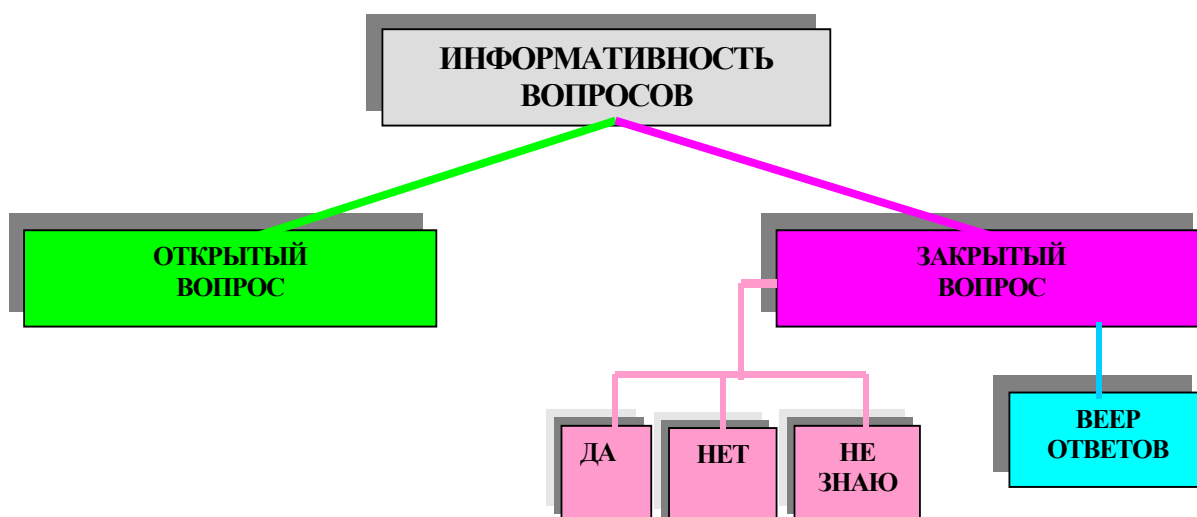 ИНФОРМАТИВНОСТЬ
ВОПРОСОВ
ОТКРЫТЫЙ
ВОПРОС
ЗАКРЫТЫЙ
ВОПРОС
ДА
НЕТ
НЕ
ЗНАЮ
ВЕЕР
ОТВЕТОВ